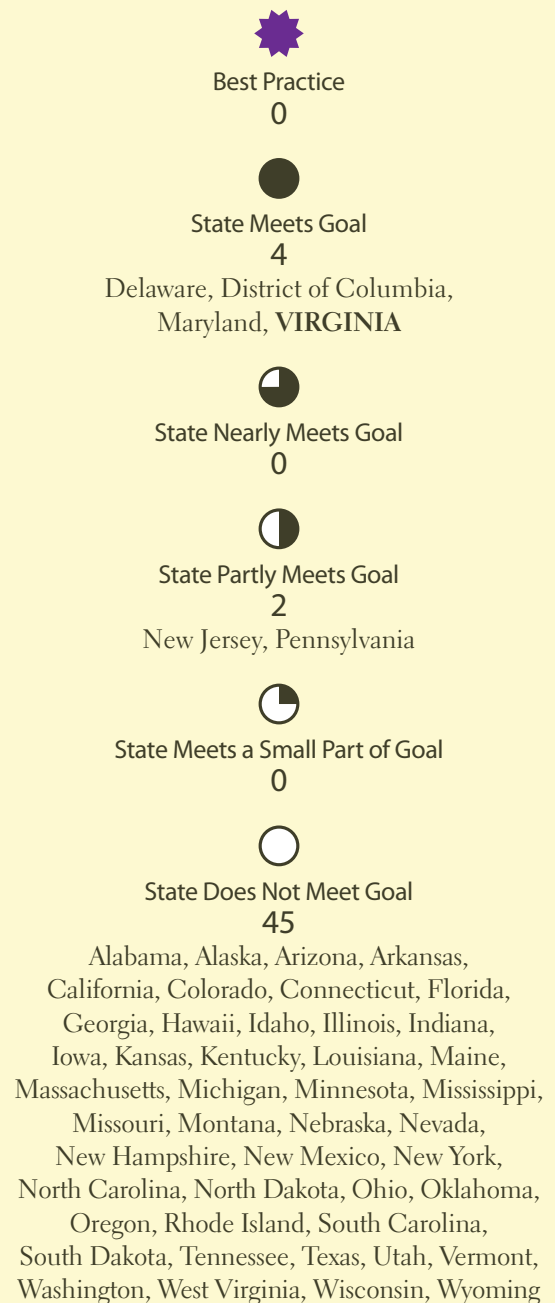 Best Practice
0
State Meets Goal
4
Delaware, District of Columbia,
Maryland, VIRGINIA
State Nearly Meets Goal
0
State Partly Meets Goal
2
New Jersey, Pennsylvania
State Meets a Small Part of Goal
0
State Does Not Meet Goal
45
Alabama, Alaska, Arizona, Arkansas,
California, Colorado, Connecticut, Florida,
Georgia, Hawaii, Idaho, Illinois, Indiana,
Iowa, Kansas, Kentucky, Louisiana, Maine,
Massachusetts, Michigan, Minnesota, Mississippi,
Missouri, Montana, Nebraska, Nevada,
New Hampshire, New Mexico, New York,
North Carolina, North Dakota, Ohio, Oklahoma,
Oregon, Rhode Island, South Carolina,
South Dakota, Tennessee, Texas, Utah, Vermont,
Washington, West Virginia, Wisconsin, Wyoming